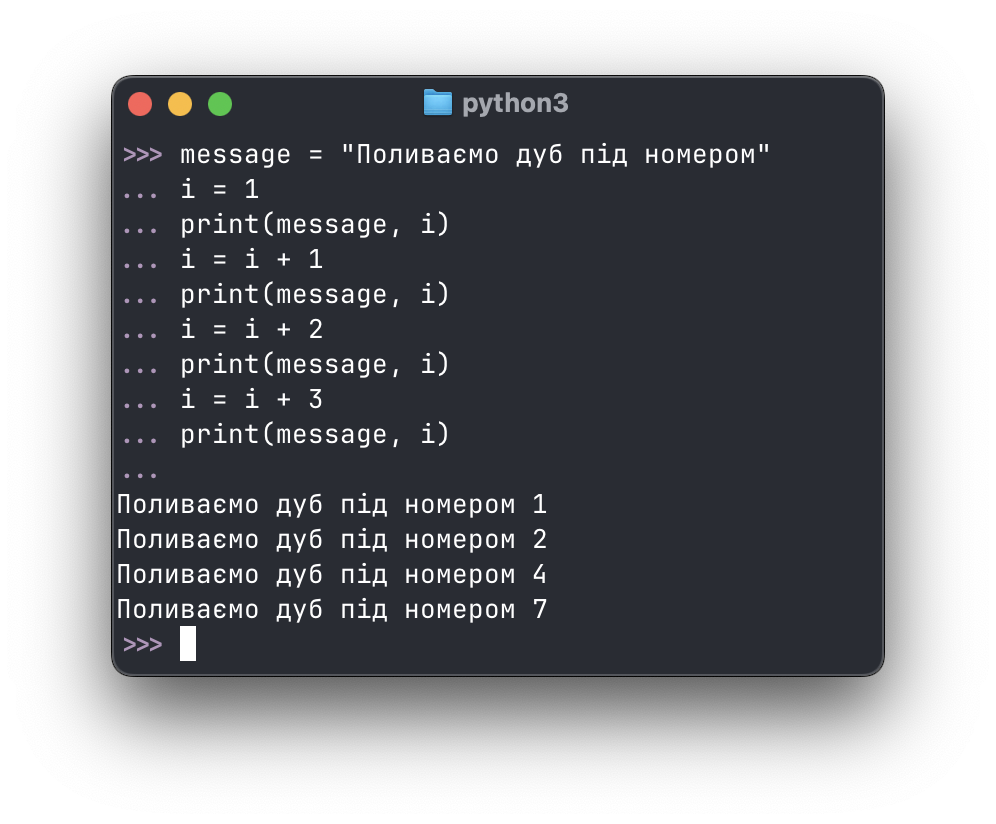 python3
>>> message = "Поливаємо дуб під номером"
... i = 1
... print(message, i)
... i = i + 1
... print(message, i)
... i = i + 2
... print(message, i)
... i = i + 3
... print(message, i)
...
Поливаємо дуб під номером 1
Поливаємо дуб під номером 2
Поливаємо дуб під номером 4
Поливаємо дуб під номером 7
>>>